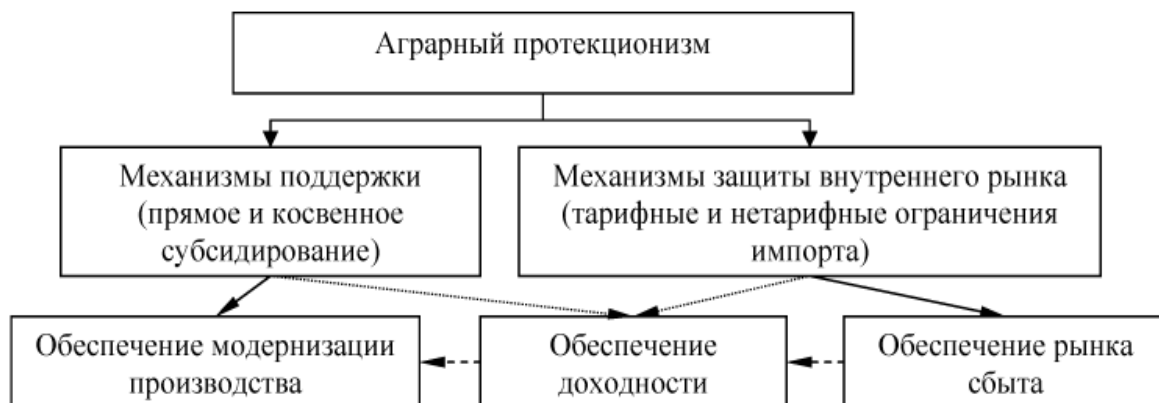 Аграрный протекционизм
Механизмы поддержки
(прямое и косвенное
субсидирование)
Механизмы защиты внутреннего рынка
(тарифные и нетарифные ограничения
импорта)
Обеспечение модернизации
производства
Обеспечение
доходности
Обеспечение рынка
сбыта